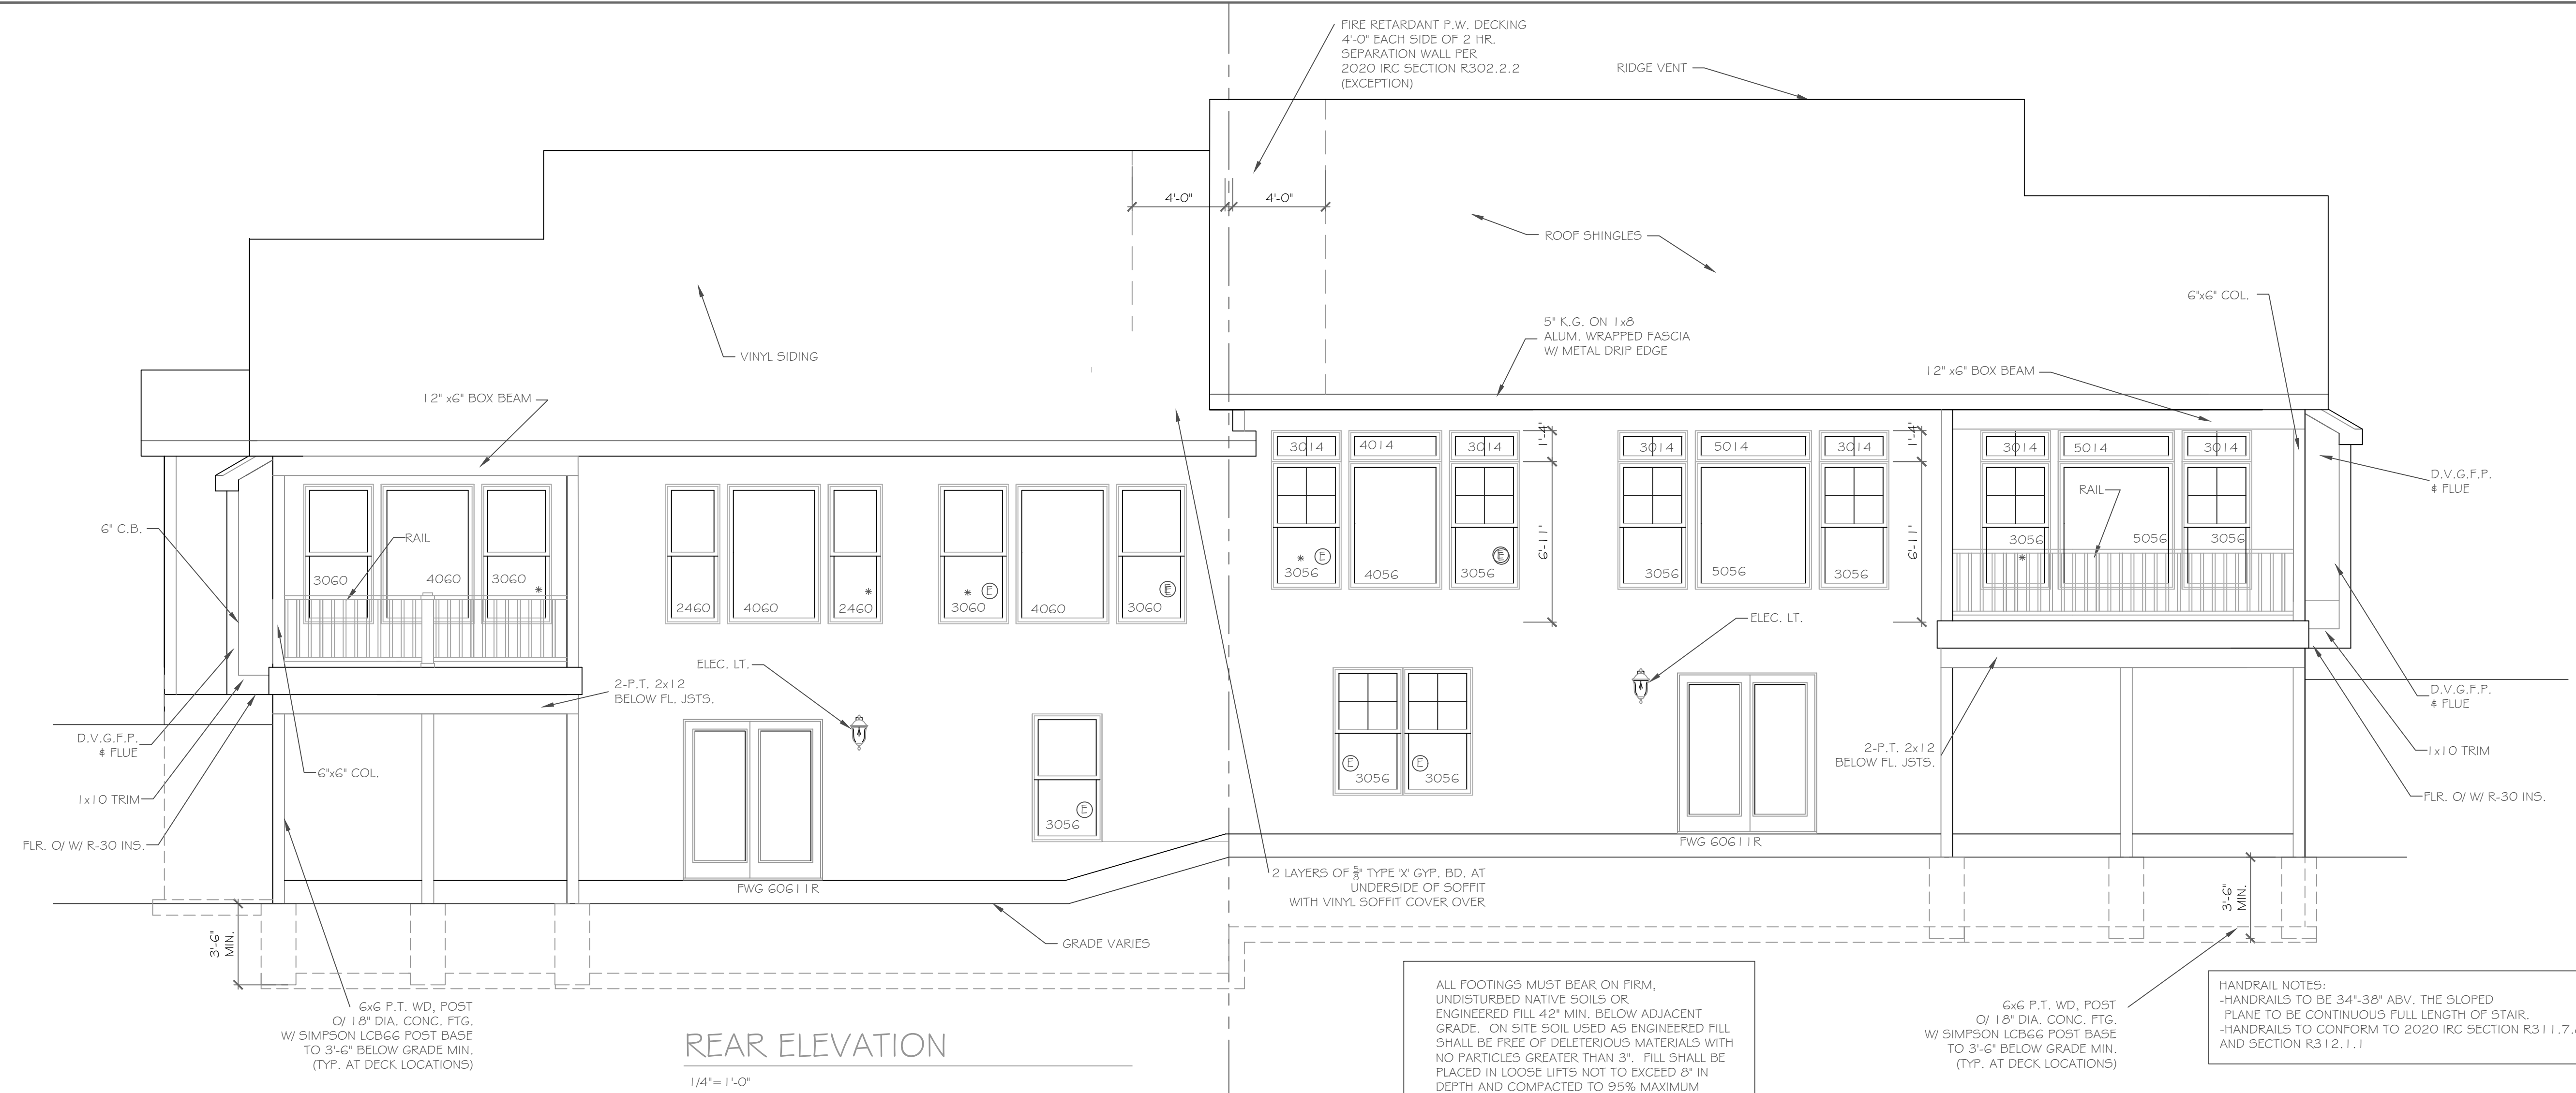 FIRE RETARDANT P.W. DECKING
4'-0" EACH SIDE OF 2 HR.
SEPARATION WALL PER
2020 IRC SECTION R302.2.2
(EXCEPTION)
RIDGE VENT
4'-0"
4'-0"
ROOF SHINGLES
6"x6" COL.
5" K.G. ON 1x8
ALUM. WRAPPED FASCIA
W/ METAL DRIP EDGE
VINYL SIDING
12" x6" BOX BEAM
12" x6" BOX BEAM
3014
4014
3014
1'-4"
3014
5014
3014
1'-4"
3014
5014
3014
D.V.G.F.P.
& FLUE
RAIL
6" C.B.
RAIL
3060
4060
3060
*
2460
4060
2460
*
* E
3060
4060
E
3060
* E
3056
4056
E
3056
6'-11"
3056
5056
3056
6'-11"
3056
*
5056
3056
ELEC. LT.
ELEC. LT.
2-P.T. 2x12
BELOW FL. JSTS.
D.V.G.F.P.
& FLUE
D.V.G.F.P.
& FLUE
6"x6" COL.
1x10 TRIM
FLR. O/ W/ R-30 INS.
E
3056
E
3056
E
3056
2-P.T. 2x12
BELOW FL. JSTS.
1x10 TRIM
FLR. O/ W/ R-30 INS.
FWG 60611R
FWG 60611R
2 LAYERS OF 5/8" TYPE 'X' GYP. BD. AT
UNDERSIDE OF SOFFIT
WITH VINYL SOFFIT COVER OVER
3'-6"
MIN.
3'-6"
MIN.
GRADE VARIES
6x6 P.T. WD, POST
O/ 18" DIA. CONC. FTG.
W/ SIMPSON LCB66 POST BASE
TO 3'-6" BELOW GRADE MIN.
(TYP. AT DECK LOCATIONS)
REAR ELEVATION
1/4"=1'-0"
ALL FOOTINGS MUST BEAR ON FIRM,
UNDISTURBED NATIVE SOILS OR
ENGINEERED FILL 42" MIN. BELOW ADJACENT
GRADE. ON SITE SOIL USED AS ENGINEERED FILL
SHALL BE FREE OF DELETERIOUS MATERIALS WITH
NO PARTICLES GREATER THAN 3". FILL SHALL BE
PLACED IN LOOSE LIFTS NOT TO EXCEED 8" IN
DEPTH AND COMPACTED TO 95% MAXIMUM
6x6 P.T. WD, POST
O/ 18" DIA. CONC. FTG.
W/ SIMPSON LCB66 POST BASE
TO 3'-6" BELOW GRADE MIN.
(TYP. AT DECK LOCATIONS)
HANDRAIL NOTES:
-HANDRAILS TO BE 34"-38" ABV. THE SLOPED
PLANE TO BE CONTINUOUS FULL LENGTH OF STAIR.
-HANDRAILS TO CONFORM TO 2020 IRC SECTION R311.7.
AND SECTION R312.1.1